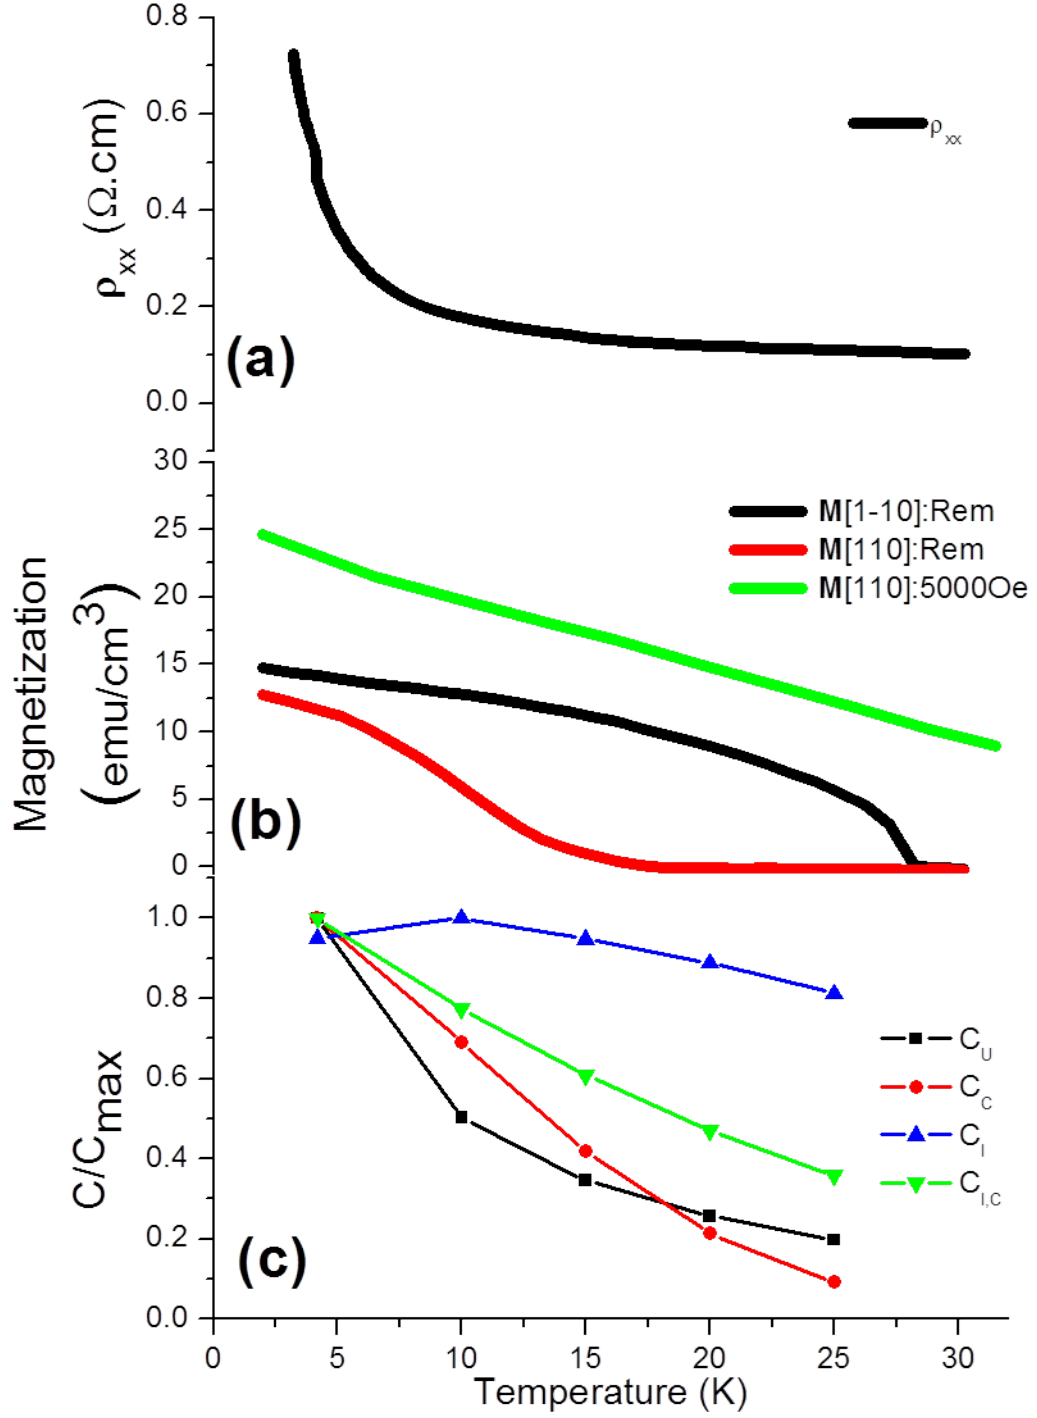 0.8
0.6
0.4
0.2
0.0
ρxx (Ω.cm)
ρxx
(a)
30
25
20
15
10
5
0
Magnetization
(emu/cm³)
M[1-10]:Rem
M[110]:Rem
M[110]:5000Oe
(b)
1.0
0.8
0.6
0.4
0.2
0.0
C/Cmax
CU
CC
CI
CI,C
(c)
0 5 10 15 20 25 30
Temperature (K)